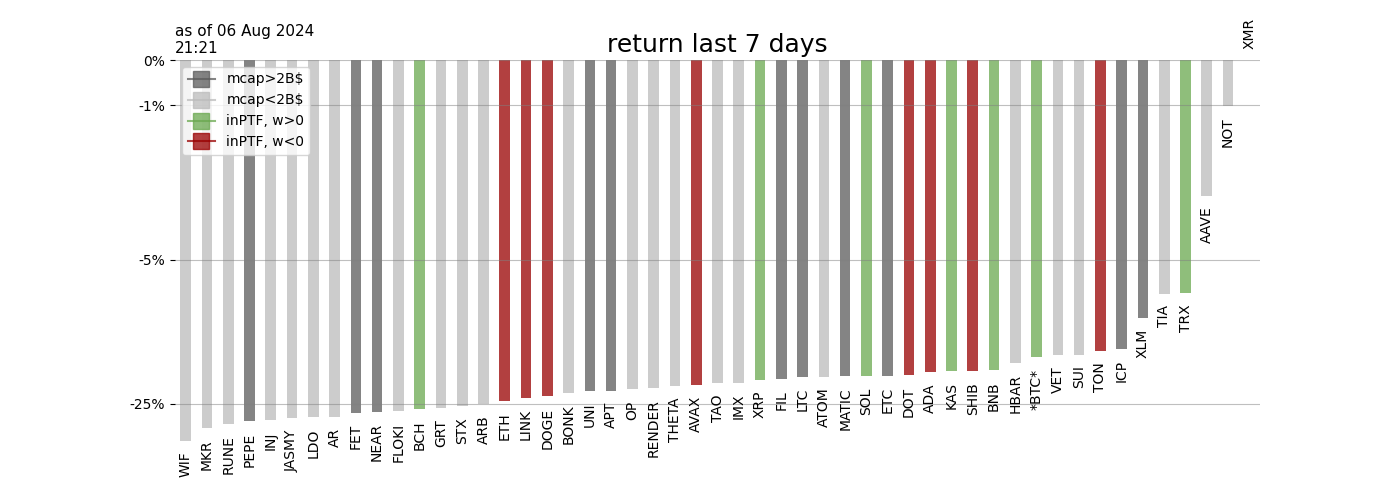 as of 06 Aug 2024
21:21
return last 7 days
XMR
0%
-1%
-5%
-25%
mcap>2B$
mcap<2B$
inPTF, w>0
inPTF, w<0
WIF
MKR
RUNE
PEPE
INJ
JASMY
LDO
AR
FET
NEAR
FLOKI
BCH
GRT
STX
ARB
ETH
LINK
DOGE
BONK
UNI
APT
OP
RENDER
THETA
AVAX
TAO
IMX
XRP
FIL
LTC
ATOM
MATIC
SOL
ETC
DOT
ADA
KAS
SHIB
BNB
HBAR
*BTC*
VET
SUI
TON
ICP
XLM
TIA
TRX
AAVE
NOT